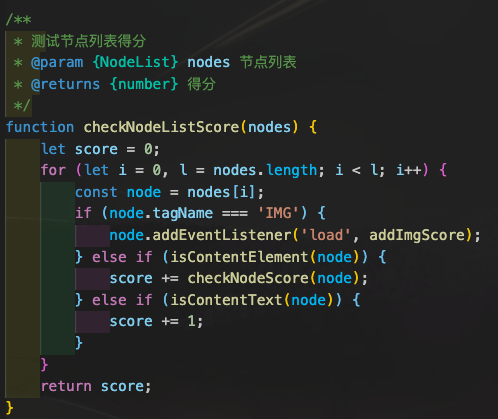 /**
 * 测试节点列表得分
 * @param {NodeList} nodes 节点列表
 * @returns {number} 得分
 */
function checkNodeListScore(nodes) {
    let score = 0;
    for (let i = 0, l = nodes.length; i < l; i++) {
        const node = nodes[i];
        if (node.tagName === 'IMG') {
            node.addEventListener('load', addImgScore);
        } else if (isContentElement(node)) {
            score += checkNodeScore(node);
        } else if (isContentText(node)) {
            score += 1;
        }
    }
    return score;
}